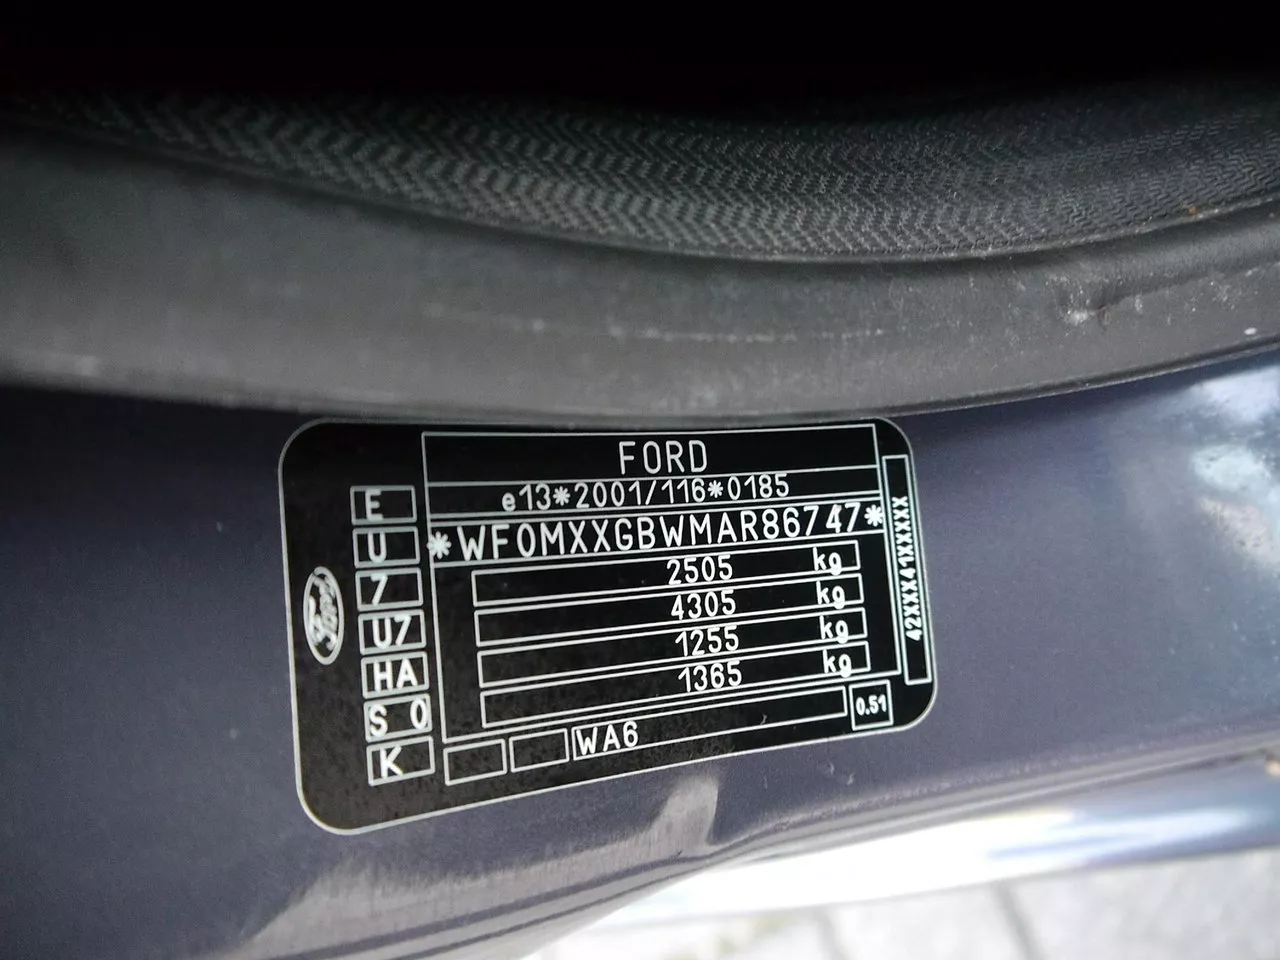 FORD
e13*2001/116*0185
*WF0MXXGBWMAR86747*
2505 kg
4305 kg
1255 kg
1365 kg
WA6
0.51
42XXX41XXXXX
E
U
7
U7
HA
S 0
K
Ford